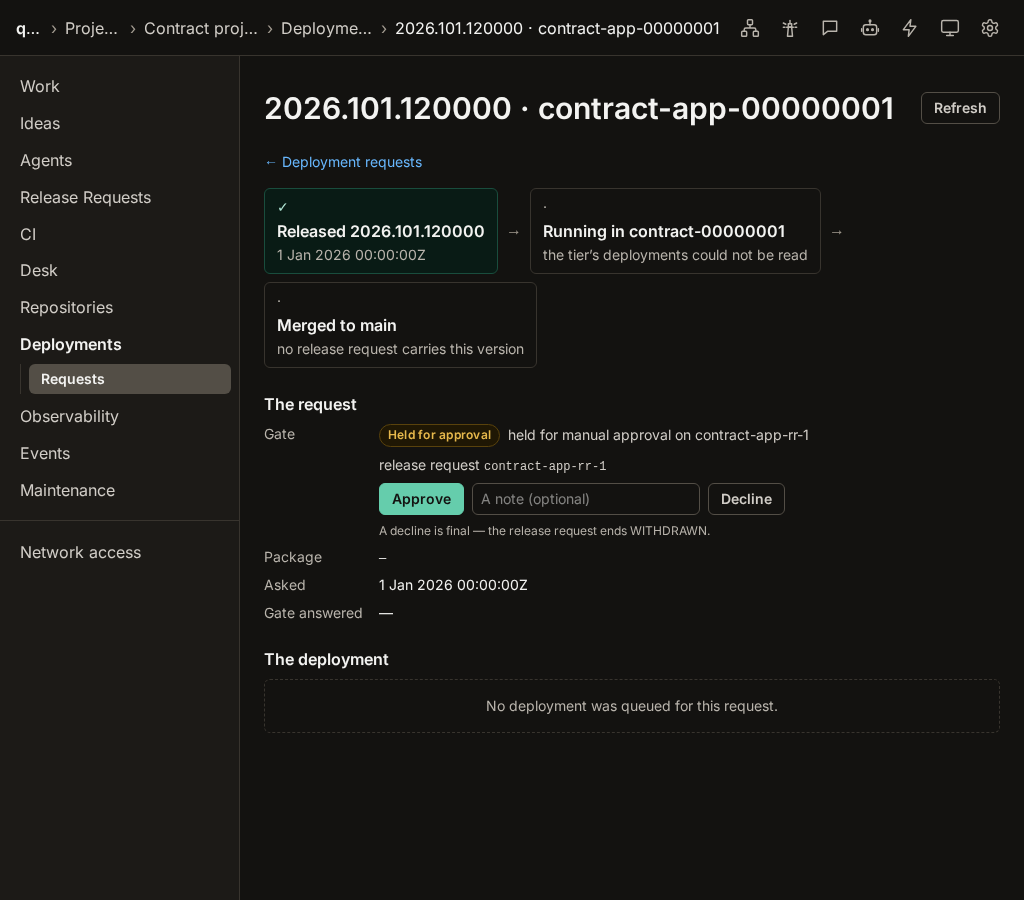 q... › Proje... › Contract proj... › Deployme... › 2026.101.120000 · contract-app-00000001
Work
Ideas
Agents
Release Requests
CI
Desk
Repositories
Deployments
Requests
Observability
Events
Maintenance
Network access
2026.101.120000 · contract-app-00000001
Refresh
← Deployment requests
✓
Released 2026.101.120000
1 Jan 2026 00:00:00Z
→
·
Running in contract-00000001
the tier’s deployments could not be read
→
·
Merged to main
no release request carries this version
The request
Gate Held for approval held for manual approval on contract-app-rr-1
release request contract-app-rr-1
Approve A note (optional) Decline
A decline is final — the release request ends WITHDRAWN.
Package –
Asked 1 Jan 2026 00:00:00Z
Gate answered —
The deployment
No deployment was queued for this request.